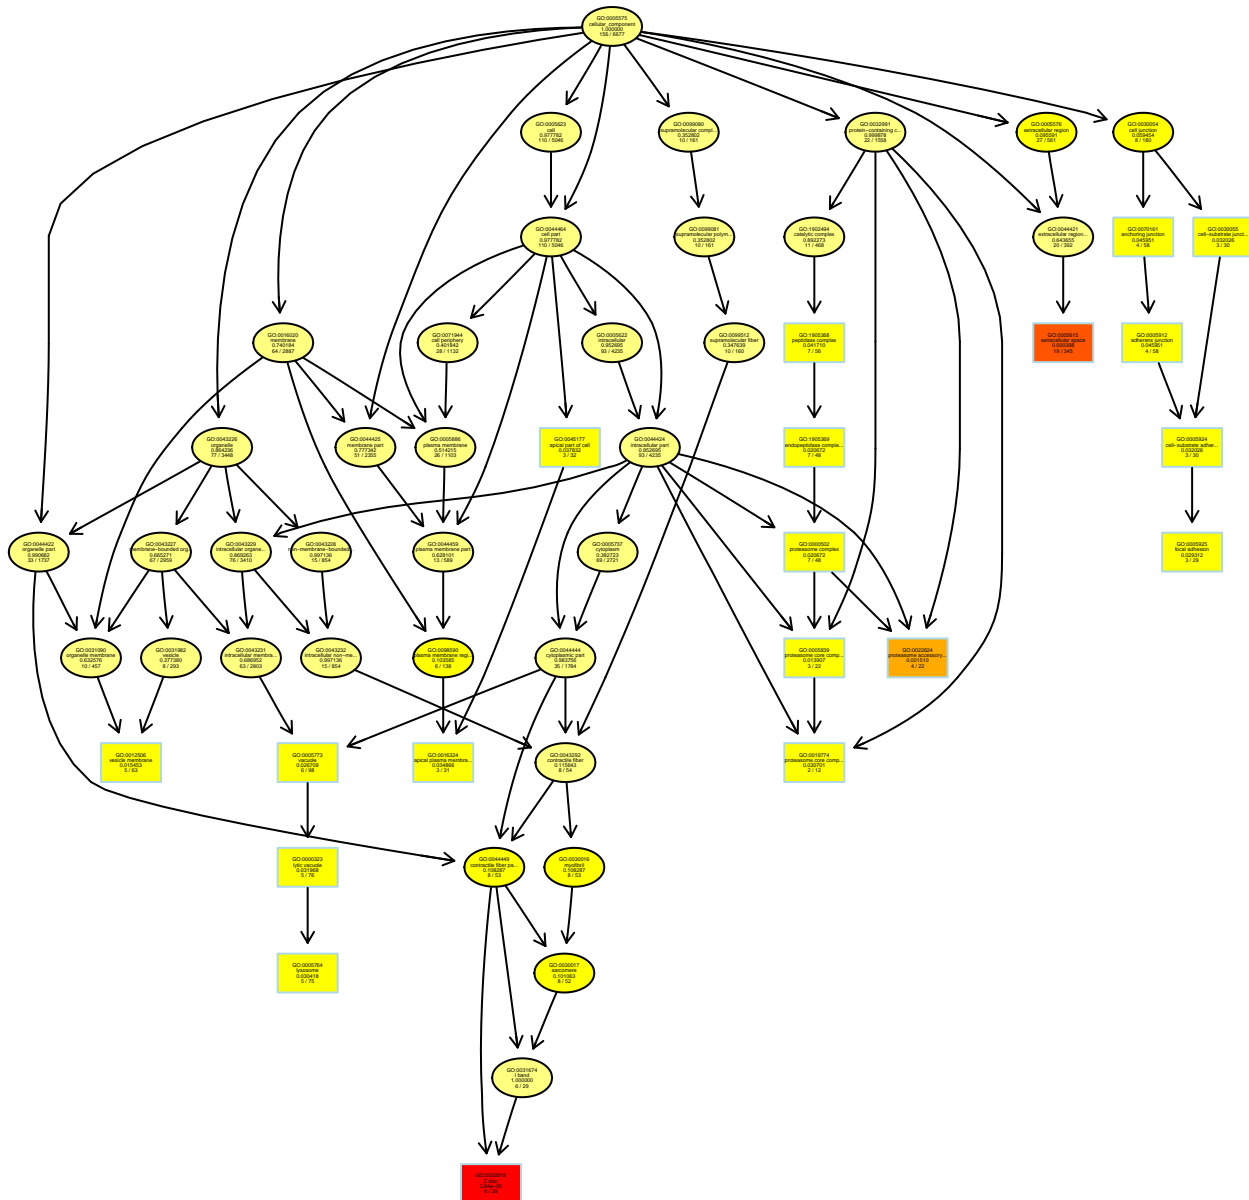 GO:0005575
cellular_component
1.000000
156 / 6677
GO:0005623
cell
0.977782
110 / 5046
GO:0099080
supramolecular compl...
0.352802
10 / 161
GO:0032991
protein−containing c...
0.999878
22 / 1559
GO:0005576
extracellular region
0.095591
27 / 561
GO:0030054
cell junction
0.059454
8 / 180
GO:0044464
cell part
0.977782
110 / 5046
GO:0099081
supramolecular polym...
0.352802
10 / 161
GO:1902494
catalytic complex
0.892273
11 / 468
GO:0044421
extracellular region...
0.643655
20 / 392
GO:0070161
anchoring junction
0.045951
4 / 58
GO:0030055
cell−substrate junct...
0.032026
3 / 30
GO:0016020
membrane
0.740184
64 / 2887
GO:0071944
cell periphery
0.401842
28 / 1132
GO:0005622
intracellular
0.952695
93 / 4235
GO:0099512
supramolecular fiber
0.347639
10 / 160
GO:1905368
peptidase complex
0.041710
7 / 56
GO:0005615
extracellular space
0.000398
19 / 345
GO:0005912
adherens junction
0.045951
4 / 58
GO:0043226
organelle
0.864236
77 / 3448
GO:0044425
membrane part
0.777342
51 / 2355
GO:0005886
plasma membrane
0.514215
26 / 1103
GO:0045177
apical part of cell
0.037832
3 / 32
GO:0044424
intracellular part
0.952695
93 / 4235
GO:1905369
endopeptidase comple...
0.020672
7 / 48
GO:0005924
cell−substrate adher...
0.032026
3 / 30
GO:0044422
organelle part
0.990682
33 / 1737
GO:0043227
membrane−bounded org...
0.665271
67 / 2959
GO:0043229
intracellular organe...
0.869263
76 / 3410
GO:0043228
non−membrane−bounded...
0.997136
15 / 854
GO:0044459
plasma membrane part
0.628101
13 / 589
GO:0005737
cytoplasm
0.382723
69 / 2721
GO:0000502
proteasome complex
0.020672
7 / 48
GO:0005925
focal adhesion
0.029312
3 / 29
GO:0031090
organelle membrane
0.632576
10 / 457
GO:0031982
vesicle
0.377380
8 / 293
GO:0043231
intracellular membra...
0.686952
63 / 2803
GO:0043232
intracellular non−me...
0.997136
15 / 854
GO:0098590
plasma membrane regi...
0.103585
6 / 138
GO:0044444
cytoplasmic part
0.983755
35 / 1784
GO:0005839
proteasome core comp...
0.013907
3 / 22
GO:0022624
proteasome accessory...
0.001510
4 / 22
GO:0012506
vesicle membrane
0.015453
5 / 63
GO:0005773
vacuole
0.026709
6 / 98
GO:0016324
apical plasma membra...
0.034866
3 / 31
GO:0043292
contractile fiber
0.115643
8 / 54
GO:0019774
proteasome core comp...
0.030701
2 / 12
GO:0000323
lytic vacuole
0.031968
5 / 76
GO:0044449
contractile fiber pa...
0.108287
8 / 53
GO:0030016
myofibril
0.108287
8 / 53
GO:0005764
lysosome
0.030418
5 / 75
GO:0030017
sarcomere
0.101063
8 / 52
GO:0031674
I band
1.000000
6 / 29
GO:0030018
Z disc
6 / 28